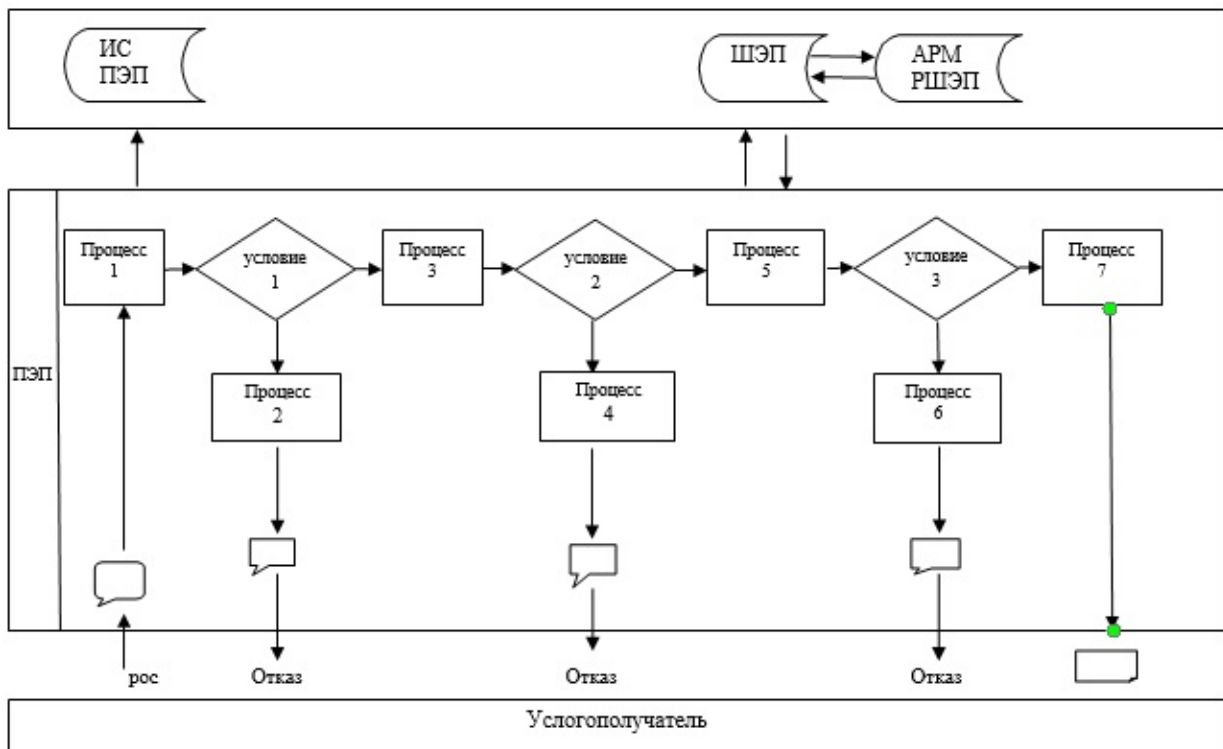 ИС
ПЭП
ШЭП
АРМ
РШЭП
ПЭП
Процесс
1
условие
1
Процесс
3
условие
2
Процесс
5
условие
3
Процесс
7
Процесс
2
Процесс
4
Процесс
6
рос
Отказ
Отказ
Отказ
Услогополучатель